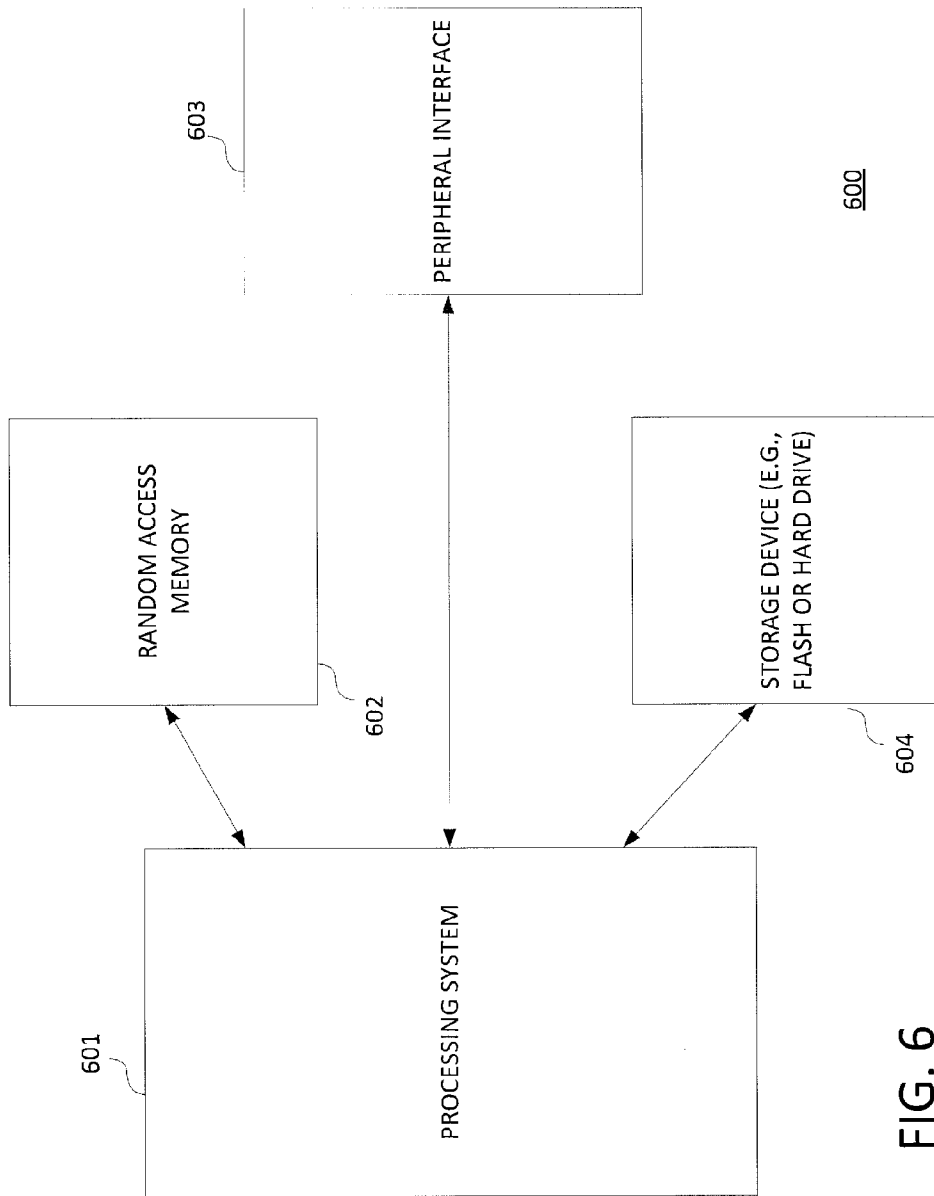 603
PERIPHERAL INTERFACE
600
RANDOM ACCESS
MEMORY
602
STORAGE DEVICE (E.G.,
FLASH OR HARD DRIVE)
604
601
PROCESSING SYSTEM
FIG. 6